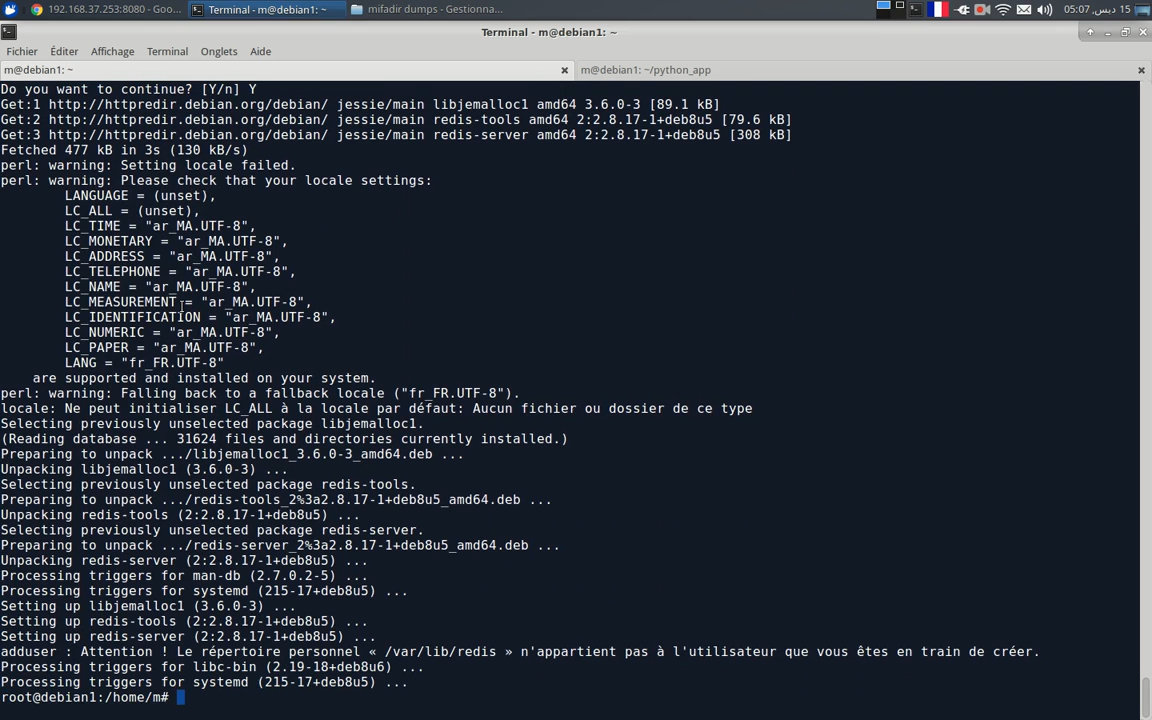 192.168.37.253:8080 - Goo...
Terminal - m@debian1: ~
mifadir dumps - Gestionna...
15 ديس, 05:07
Terminal - m@debian1: ~
Fichier Éditer Affichage Terminal Onglets Aide
m@debian1: ~
m@debian1: ~/python_app
Do you want to continue? [Y/n] Y
Get:1 http://httpredir.debian.org/debian/ jessie/main libjemalloc1 amd64 3.6.0-3 [89.1 kB]
Get:2 http://httpredir.debian.org/debian/ jessie/main redis-tools amd64 2:2.8.17-1+deb8u5 [79.6 kB]
Get:3 http://httpredir.debian.org/debian/ jessie/main redis-server amd64 2:2.8.17-1+deb8u5 [308 kB]
Fetched 477 kB in 3s (130 kB/s)
perl: warning: Setting locale failed.
perl: warning: Please check that your locale settings:
LANGUAGE = (unset),
LC_ALL = (unset),
LC_TIME = "ar_MA.UTF-8",
LC_MONETARY = "ar_MA.UTF-8",
LC_ADDRESS = "ar_MA.UTF-8",
LC_TELEPHONE = "ar_MA.UTF-8",
LC_NAME = "ar_MA.UTF-8",
LC_MEASUREMENT = "ar_MA.UTF-8",
LC_IDENTIFICATION = "ar_MA.UTF-8",
LC_NUMERIC = "ar_MA.UTF-8",
LC_PAPER = "ar_MA.UTF-8",
LANG = "fr_FR.UTF-8"
are supported and installed on your system.
perl: warning: Falling back to a fallback locale ("fr_FR.UTF-8").
locale: Ne peut initialiser LC_ALL à la locale par défaut: Aucun fichier ou dossier de ce type
Selecting previously unselected package libjemalloc1.
(Reading database ... 31624 files and directories currently installed.)
Preparing to unpack .../libjemalloc1_3.6.0-3_amd64.deb ...
Unpacking libjemalloc1 (3.6.0-3) ...
Selecting previously unselected package redis-tools.
Preparing to unpack .../redis-tools_2%3a2.8.17-1+deb8u5_amd64.deb ...
Unpacking redis-tools (2:2.8.17-1+deb8u5) ...
Selecting previously unselected package redis-server.
Preparing to unpack .../redis-server_2%3a2.8.17-1+deb8u5_amd64.deb ...
Unpacking redis-server (2:2.8.17-1+deb8u5) ...
Processing triggers for man-db (2.7.0.2-5) ...
Processing triggers for systemd (215-17+deb8u5) ...
Setting up libjemalloc1 (3.6.0-3) ...
Setting up redis-tools (2:2.8.17-1+deb8u5) ...
Setting up redis-server (2:2.8.17-1+deb8u5) ...
adduser : Attention ! Le répertoire personnel « /var/lib/redis » n'appartient pas à l'utilisateur que vous êtes en train de créer.
Processing triggers for libc-bin (2.19-18+deb8u6) ...
Processing triggers for systemd (215-17+deb8u5) ...
root@debian1:/home/m#